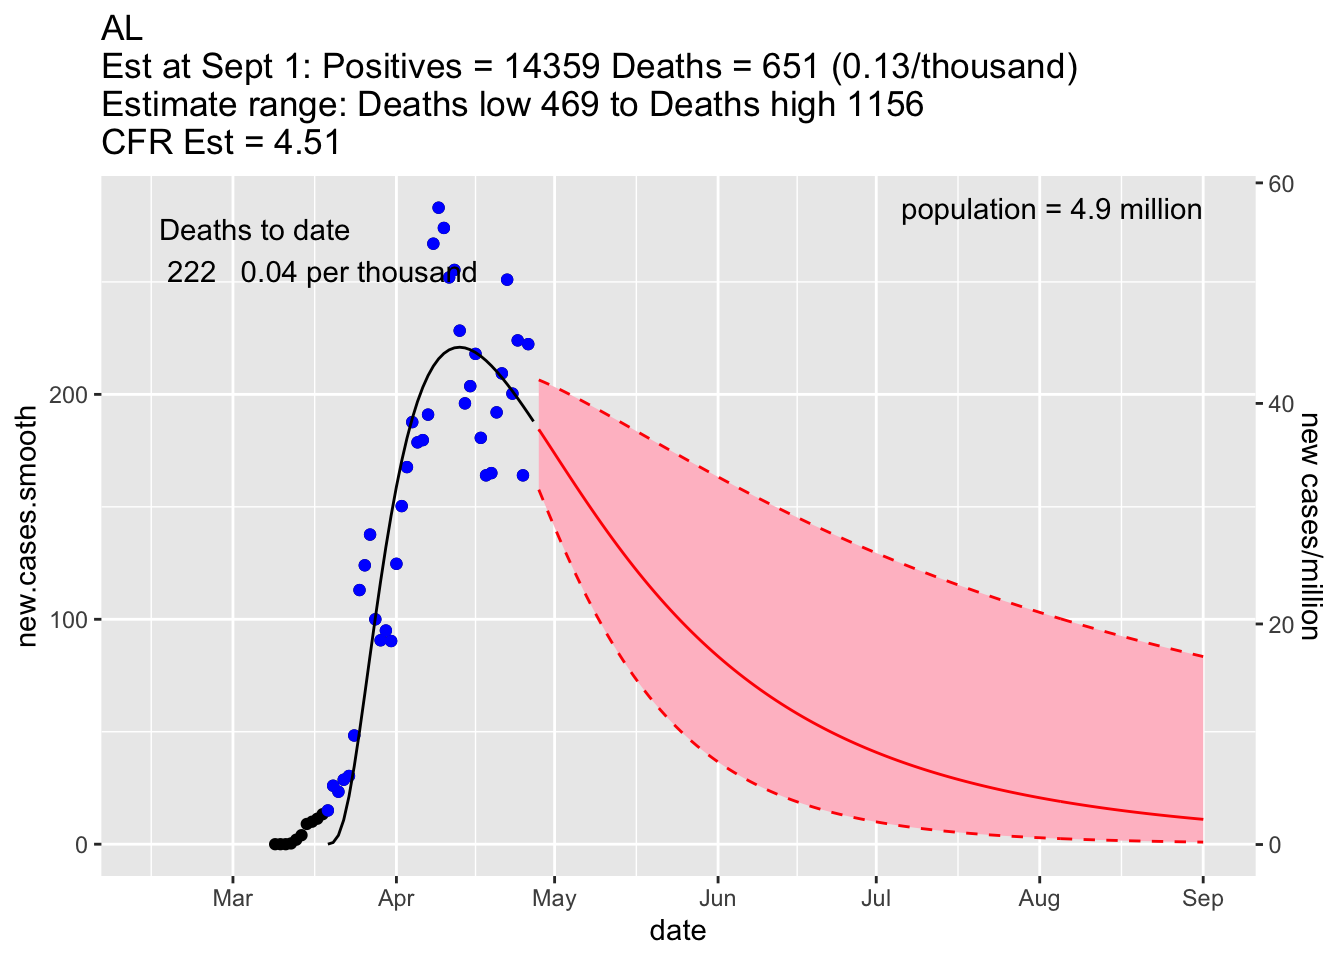 AL
Est at Sept 1: Positives = 14359 Deaths = 651 (0.13/thousand)
Estimate range: Deaths low 469 to Deaths high 1156
CFR Est = 4.51
Deaths to date
222 0.04 per thousand
population = 4.9 million
new.cases.smooth
200
100
0
60
40
20
0
new cases/million
Mar Apr May Jun Jul Aug Sep
date